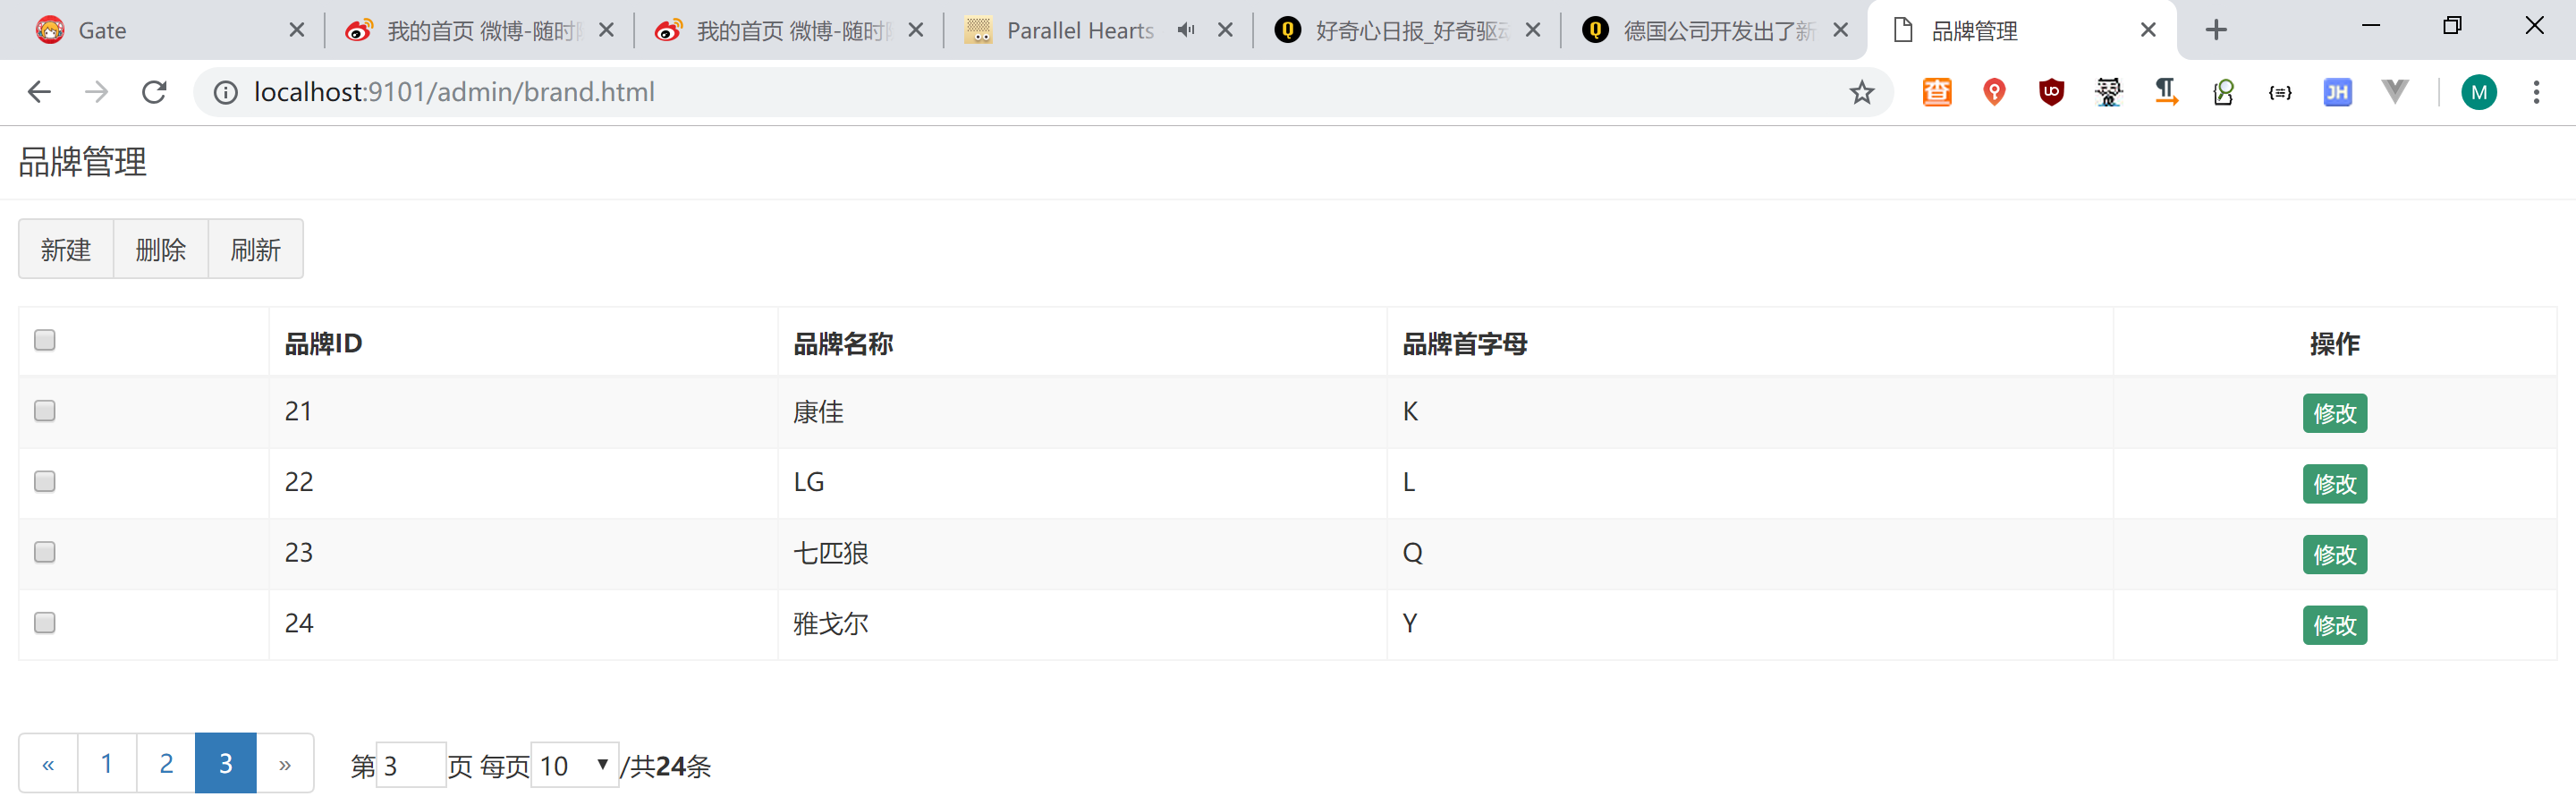 Gate 我的首页 微博-随时 我的首页 微博-随时 Parallel Hearts 好奇心日报_好奇驱动 德国公司开发出了新 品牌管理
localhost:9101/admin/brand.html 查 UO JH M
品牌管理
新建 删除 刷新
品牌ID 品牌名称 品牌首字母 操作
21 康佳 K 修改
22 LG L 修改
23 七匹狼 Q 修改
24 雅戈尔 Y 修改
« 1 2 3 » 第 3 页 每页 10 /共24条